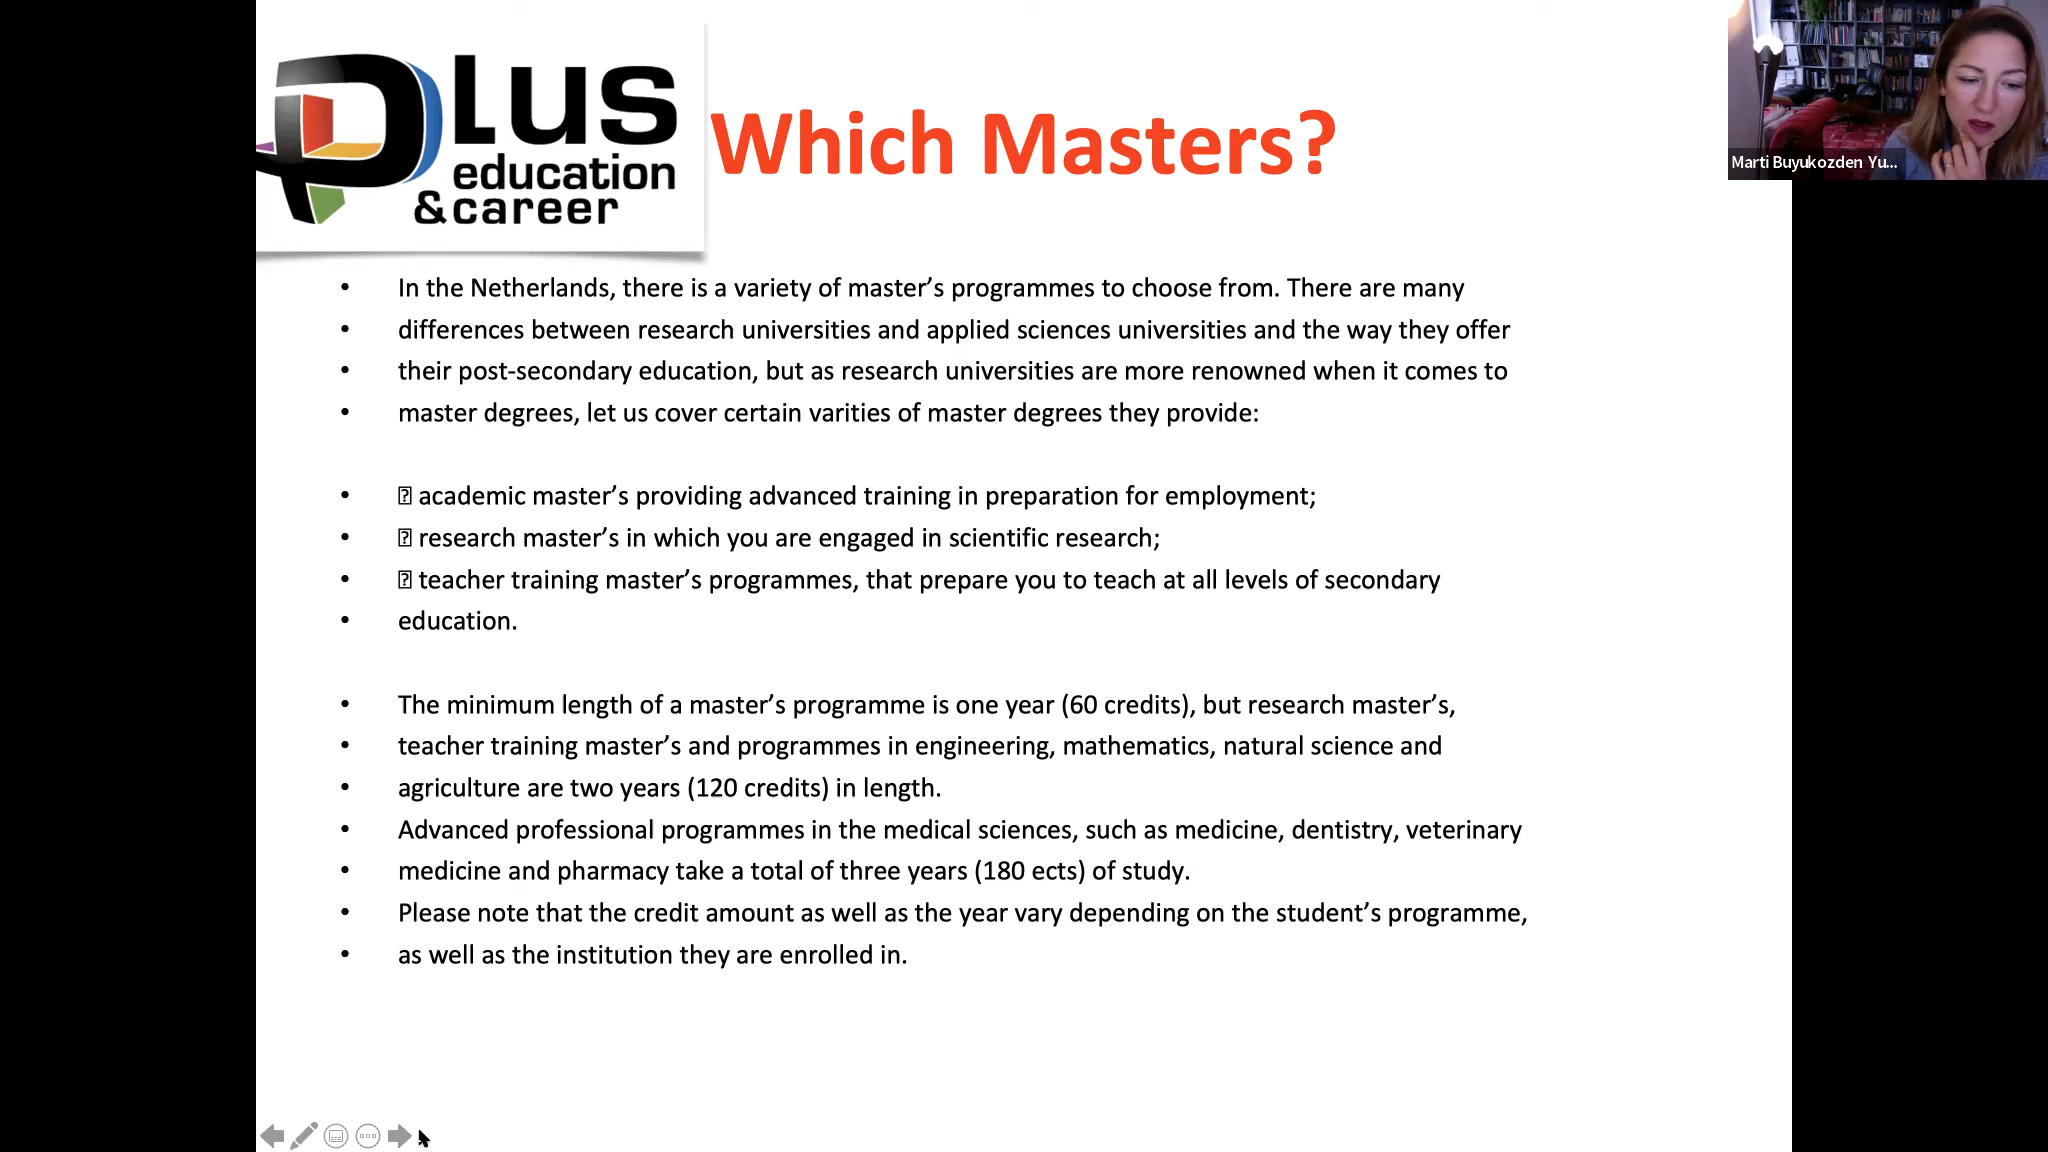 Plus
education
& career
Which Masters?
Marti Buyukozden Yu...
• In the Netherlands, there is a variety of master’s programmes to choose from. There are many
• differences between research universities and applied sciences universities and the way they offer
• their post-secondary education, but as research universities are more renowned when it comes to
• master degrees, let us cover certain varities of master degrees they provide:
• academic master’s providing advanced training in preparation for employment;
• research master’s in which you are engaged in scientific research;
• teacher training master’s programmes, that prepare you to teach at all levels of secondary
• education.
• The minimum length of a master’s programme is one year (60 credits), but research master’s,
• teacher training master’s and programmes in engineering, mathematics, natural science and
• agriculture are two years (120 credits) in length.
• Advanced professional programmes in the medical sciences, such as medicine, dentistry, veterinary
• medicine and pharmacy take a total of three years (180 ects) of study.
• Please note that the credit amount as well as the year vary depending on the student’s programme,
• as well as the institution they are enrolled in.